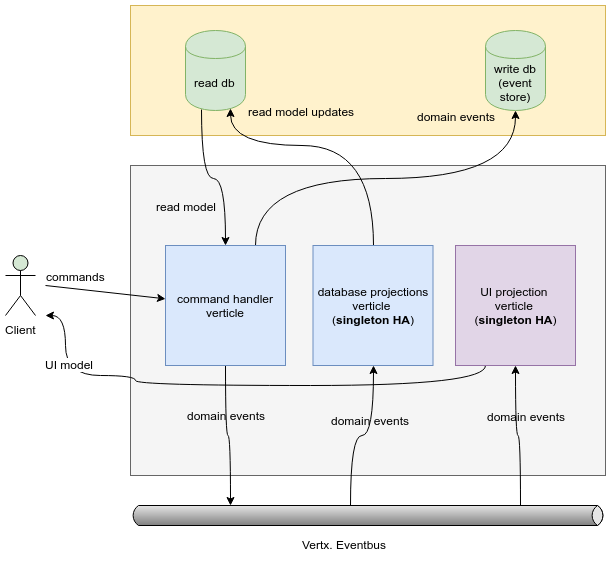 read db
write db
(event
store)
read model updates
domain events
read model
commands
command handler
verticle
database projections
verticle
(singleton HA)
UI projection
verticle
(singleton HA)
Client
UI model
domain events
domain events
domain events
Vertx. Eventbus